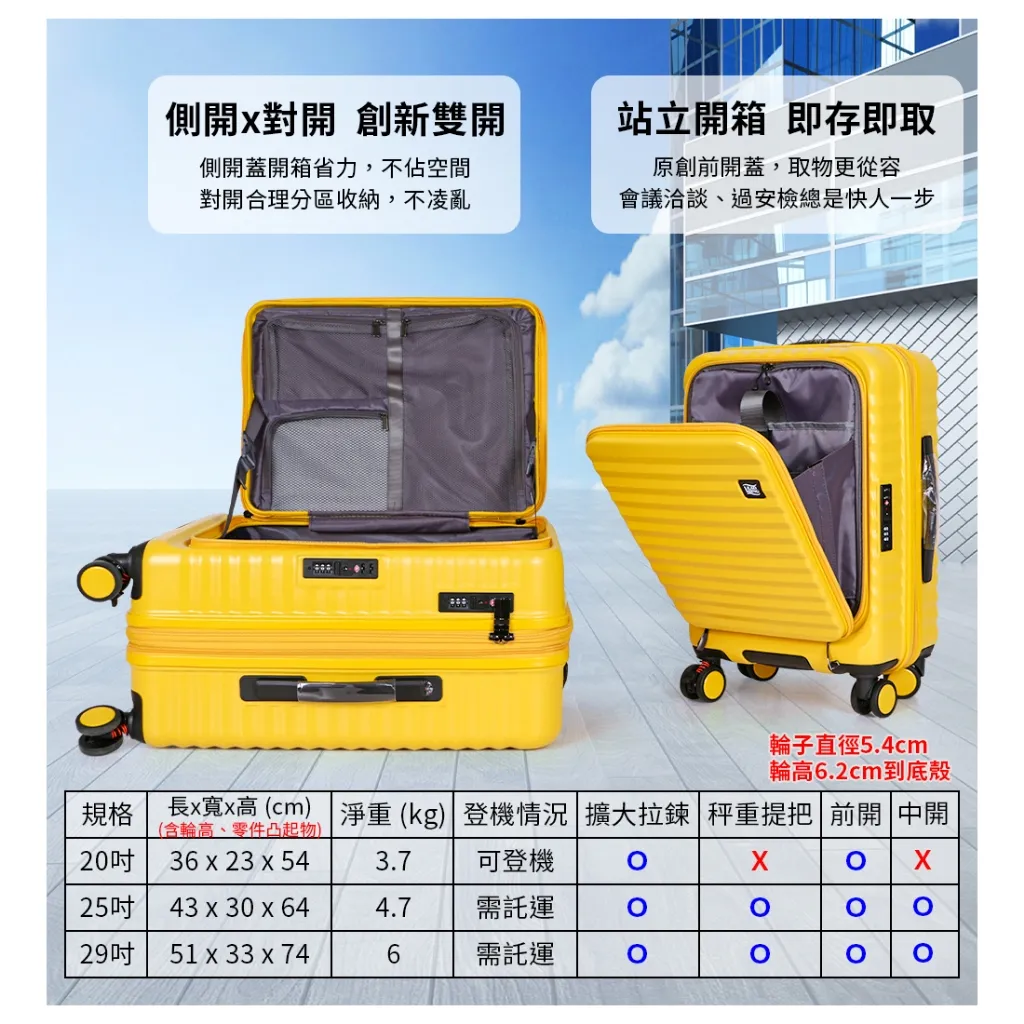 側開x對開 創新雙開
側開蓋開箱省力，不佔空間
對開合理分區收納，不凌亂
站立開箱 即存即取
原創前開蓋，取物更從容
會議洽談、過安檢總是快人一步
輪子直徑5.4cm
輪高6.2cm到底殼
規格 長x寬x高 (cm) 淨重 (kg) 登機情況 擴大拉鍊 秤重提把 前開 中開
(含輪高、零件凸起物)
20吋 36 x 23 x 54 3.7 可登機 O X O X
25吋 43 x 30 x 64 4.7 需託運 O O O O
29吋 51 x 33 x 74 6 需託運 O O O O